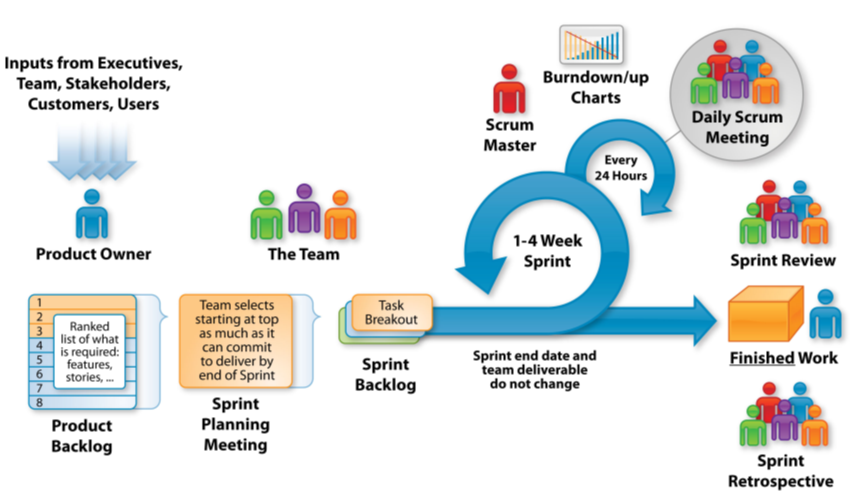 Inputs from Executives,
Team, Stakeholders,
Customers, Users
Product Owner
The Team
Scrum
Master
Burndown/up
Charts
Daily Scrum
Meeting
Every
24 Hours
1-4 Week
Sprint
Sprint Review
1
2
3
4
5
6
7
8
Ranked
list of what
is required:
features,
stories, ...
Product
Backlog
Team selects
starting at top
as much as it
can commit
to deliver by
end of Sprint
Sprint
Planning
Meeting
Task
Breakout
Sprint
Backlog
Sprint end date and
team deliverable
do not change
Finished Work
Sprint
Retrospective